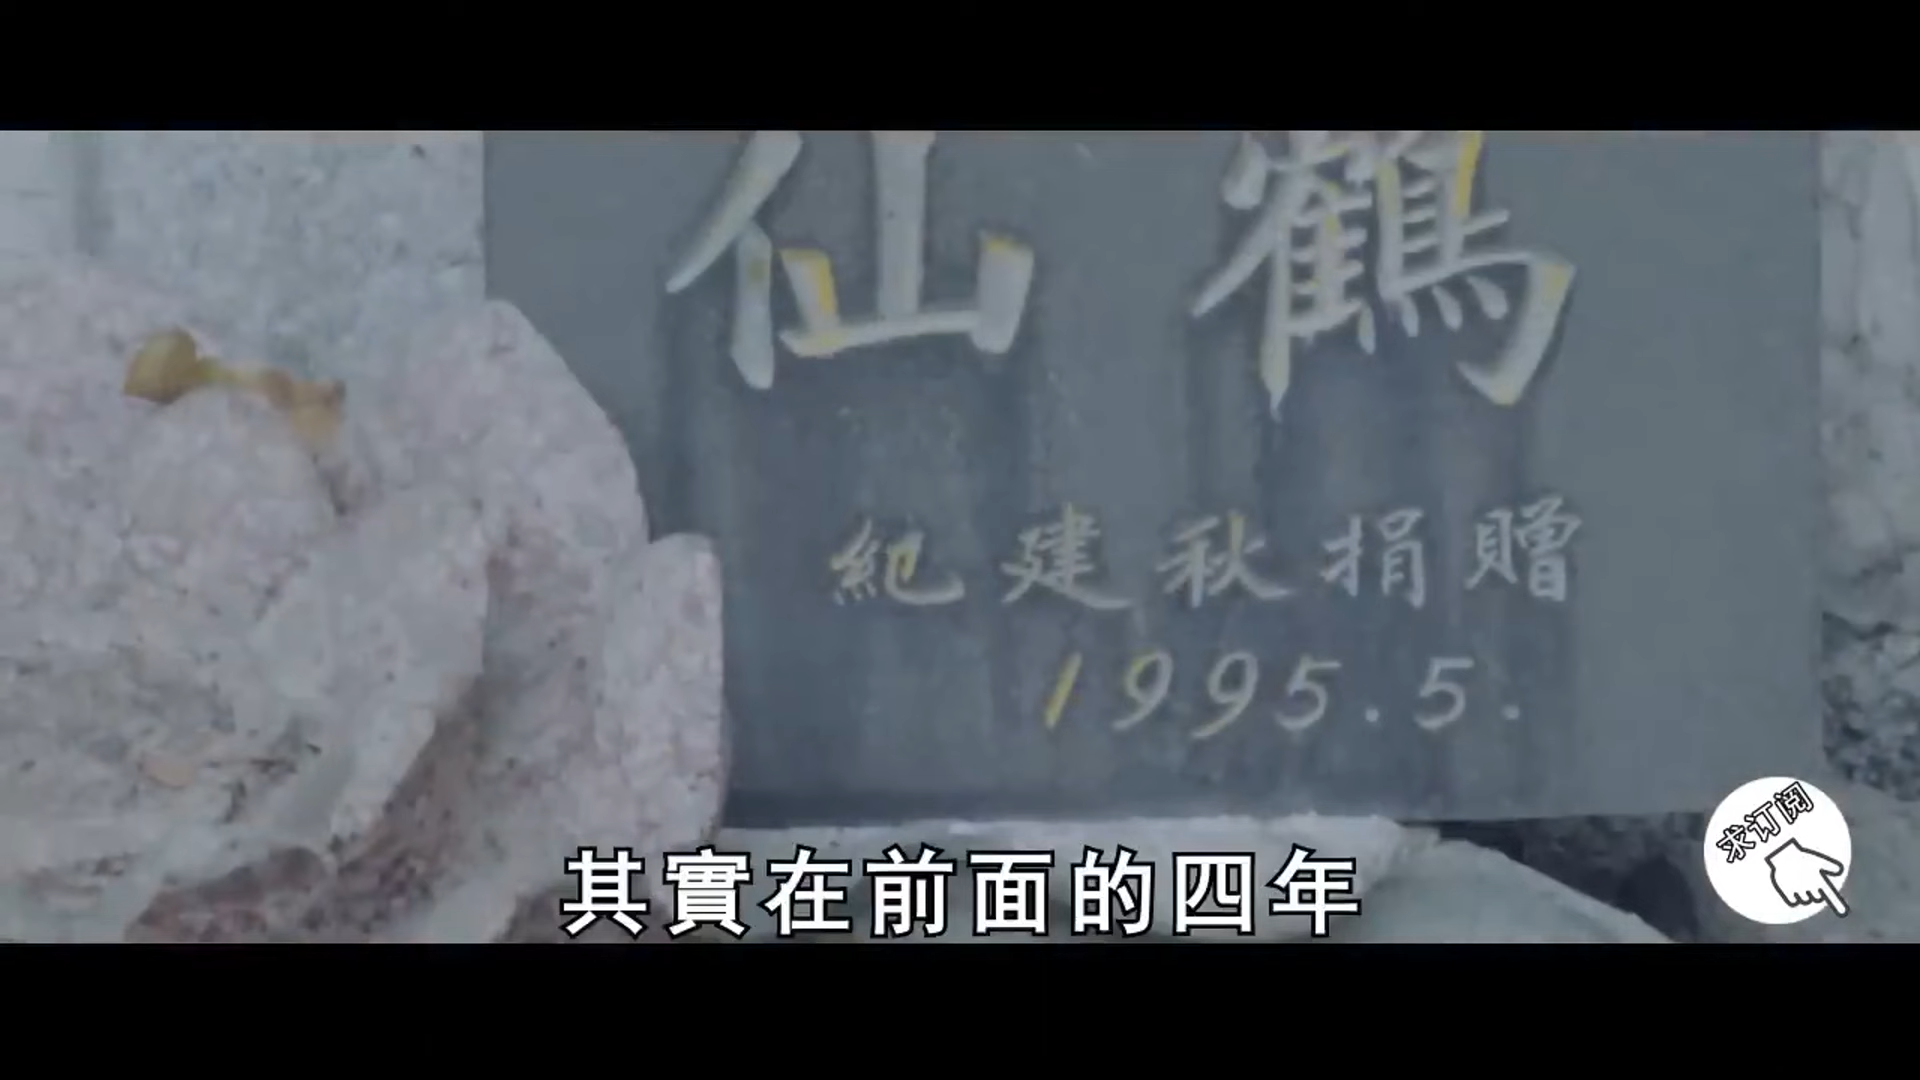 仙鶴
紀建秋捐贈
1995.5.
求订阅
其實在前面的四年